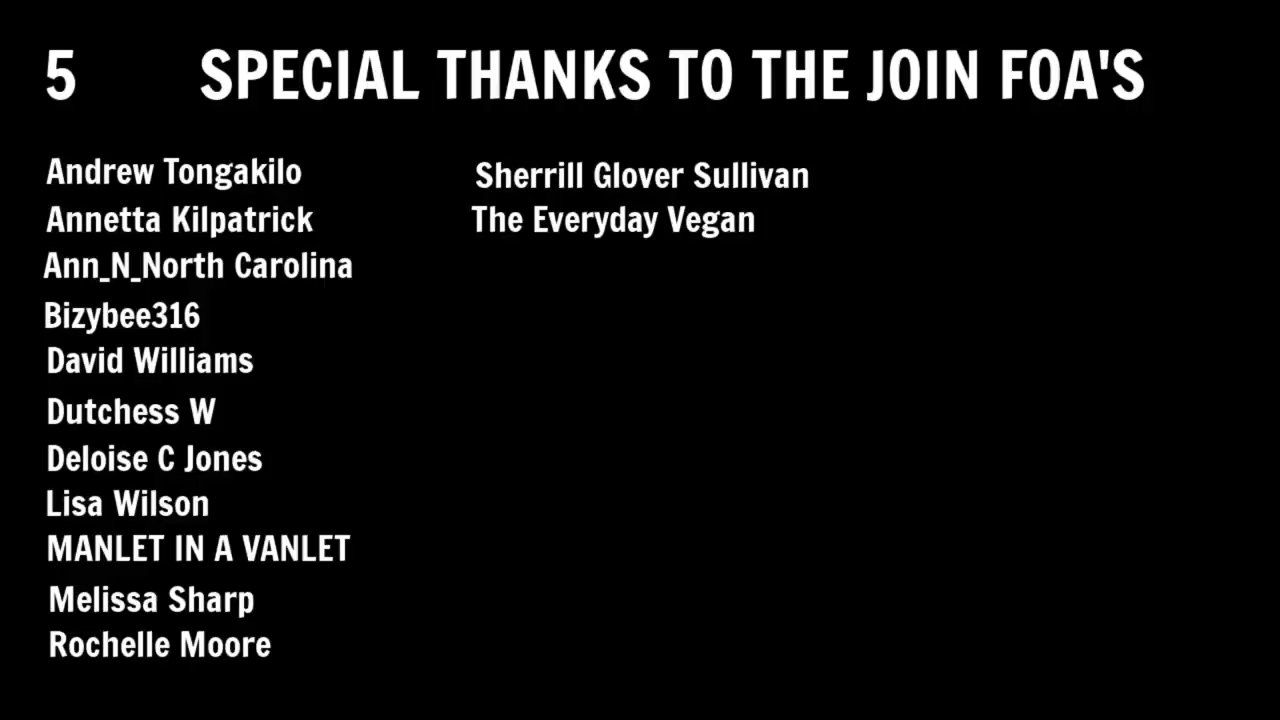 5 SPECIAL THANKS TO THE JOIN FOA'S
Andrew Tongakilo
Annetta Kilpatrick
Ann_N_North Carolina
Bizybee316
David Williams
Dutchess W
Deloise C Jones
Lisa Wilson
MANLET IN A VANLET
Melissa Sharp
Rochelle Moore
Sherrill Glover Sullivan
The Everyday Vegan